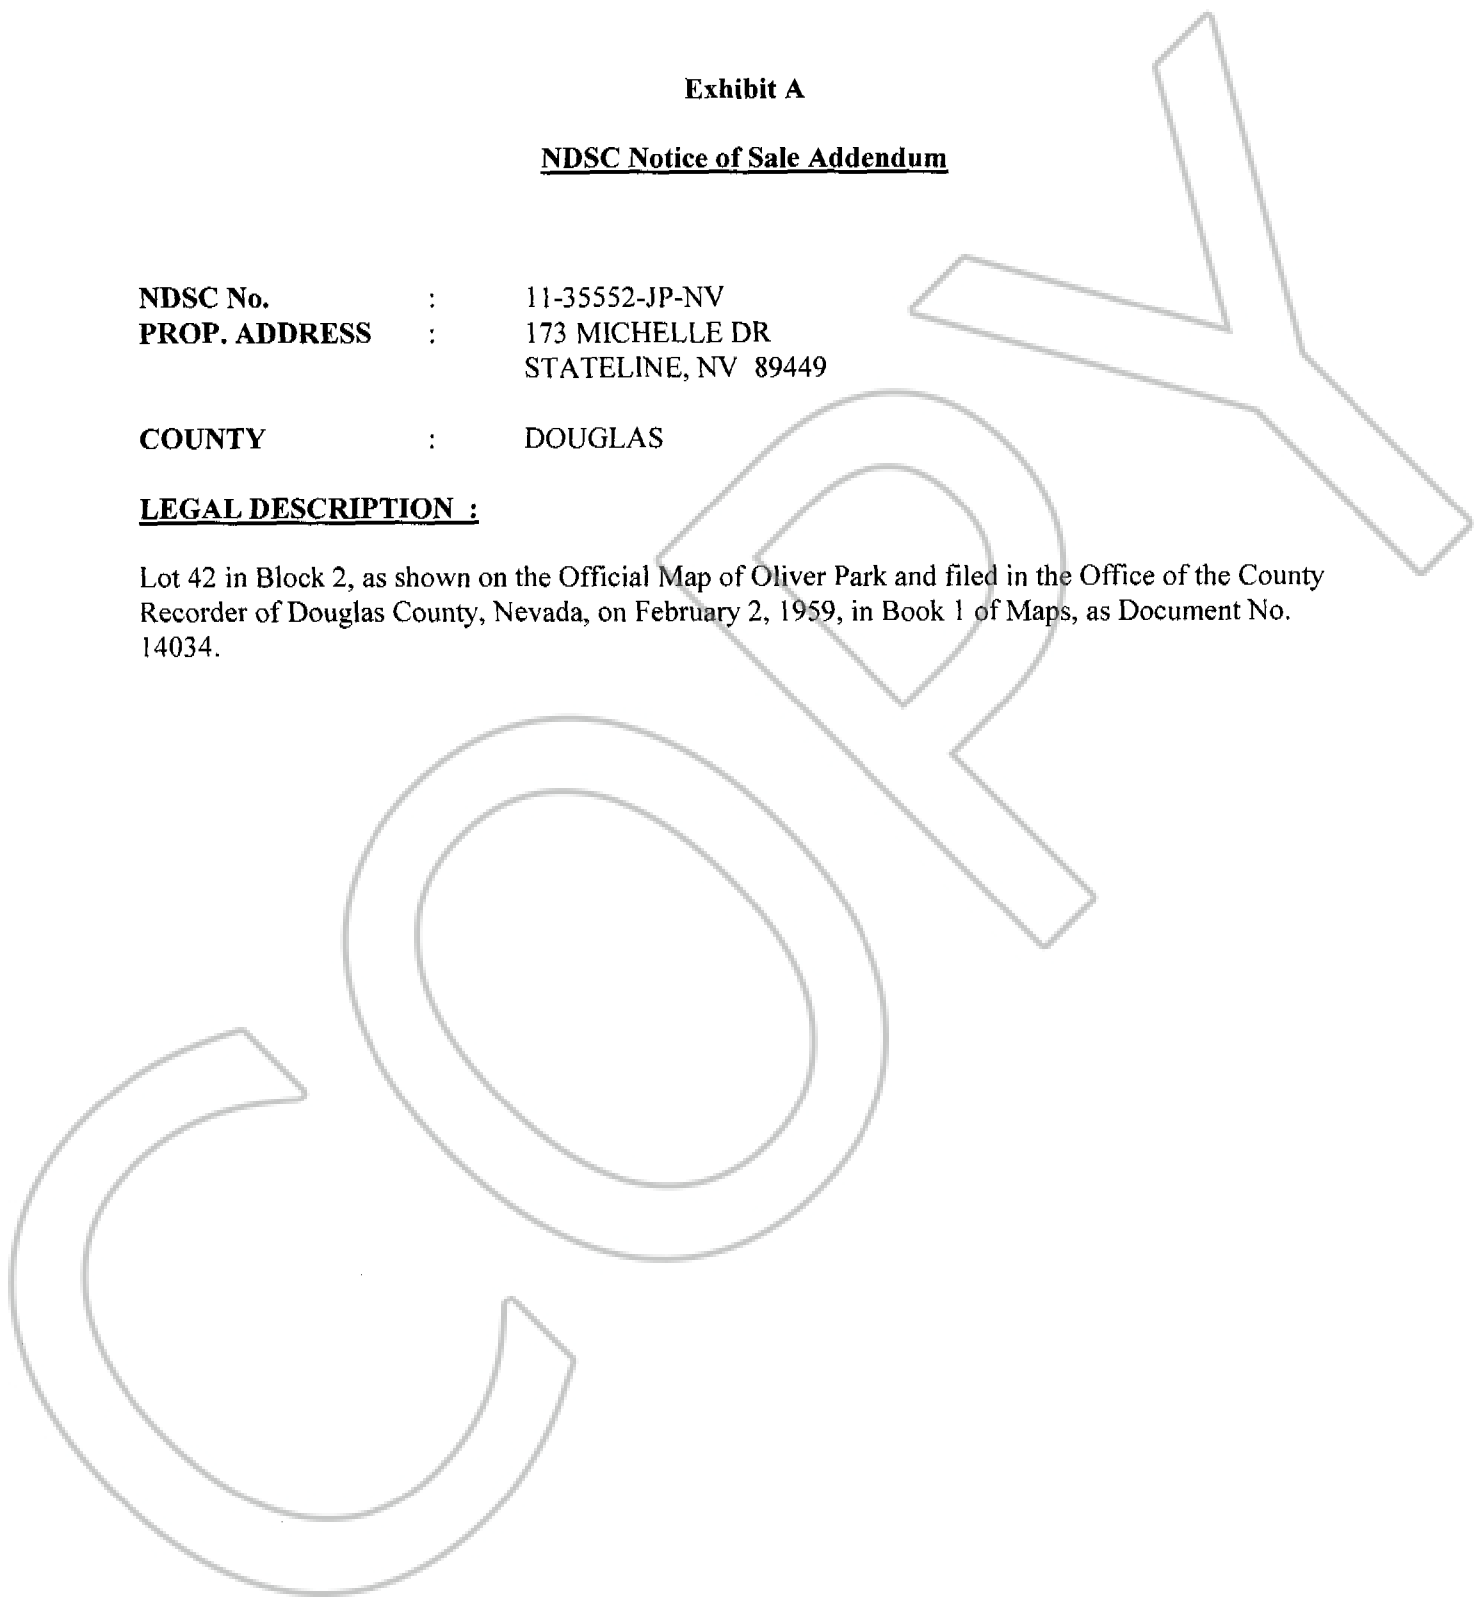 Exhibit A
NDSC Notice of Sale Addendum
NDSC No. : 11-35552-JP-NV
PROP. ADDRESS : 173 MICHELLE DR
STATELINE, NV 89449
COUNTY : DOUGLAS
LEGAL DESCRIPTION :
Lot 42 in Block 2, as shown on the Official Map of Oliver Park and filed in the Office of the County
Recorder of Douglas County, Nevada, on February 2, 1959, in Book 1 of Maps, as Document No.
14034.
COPY